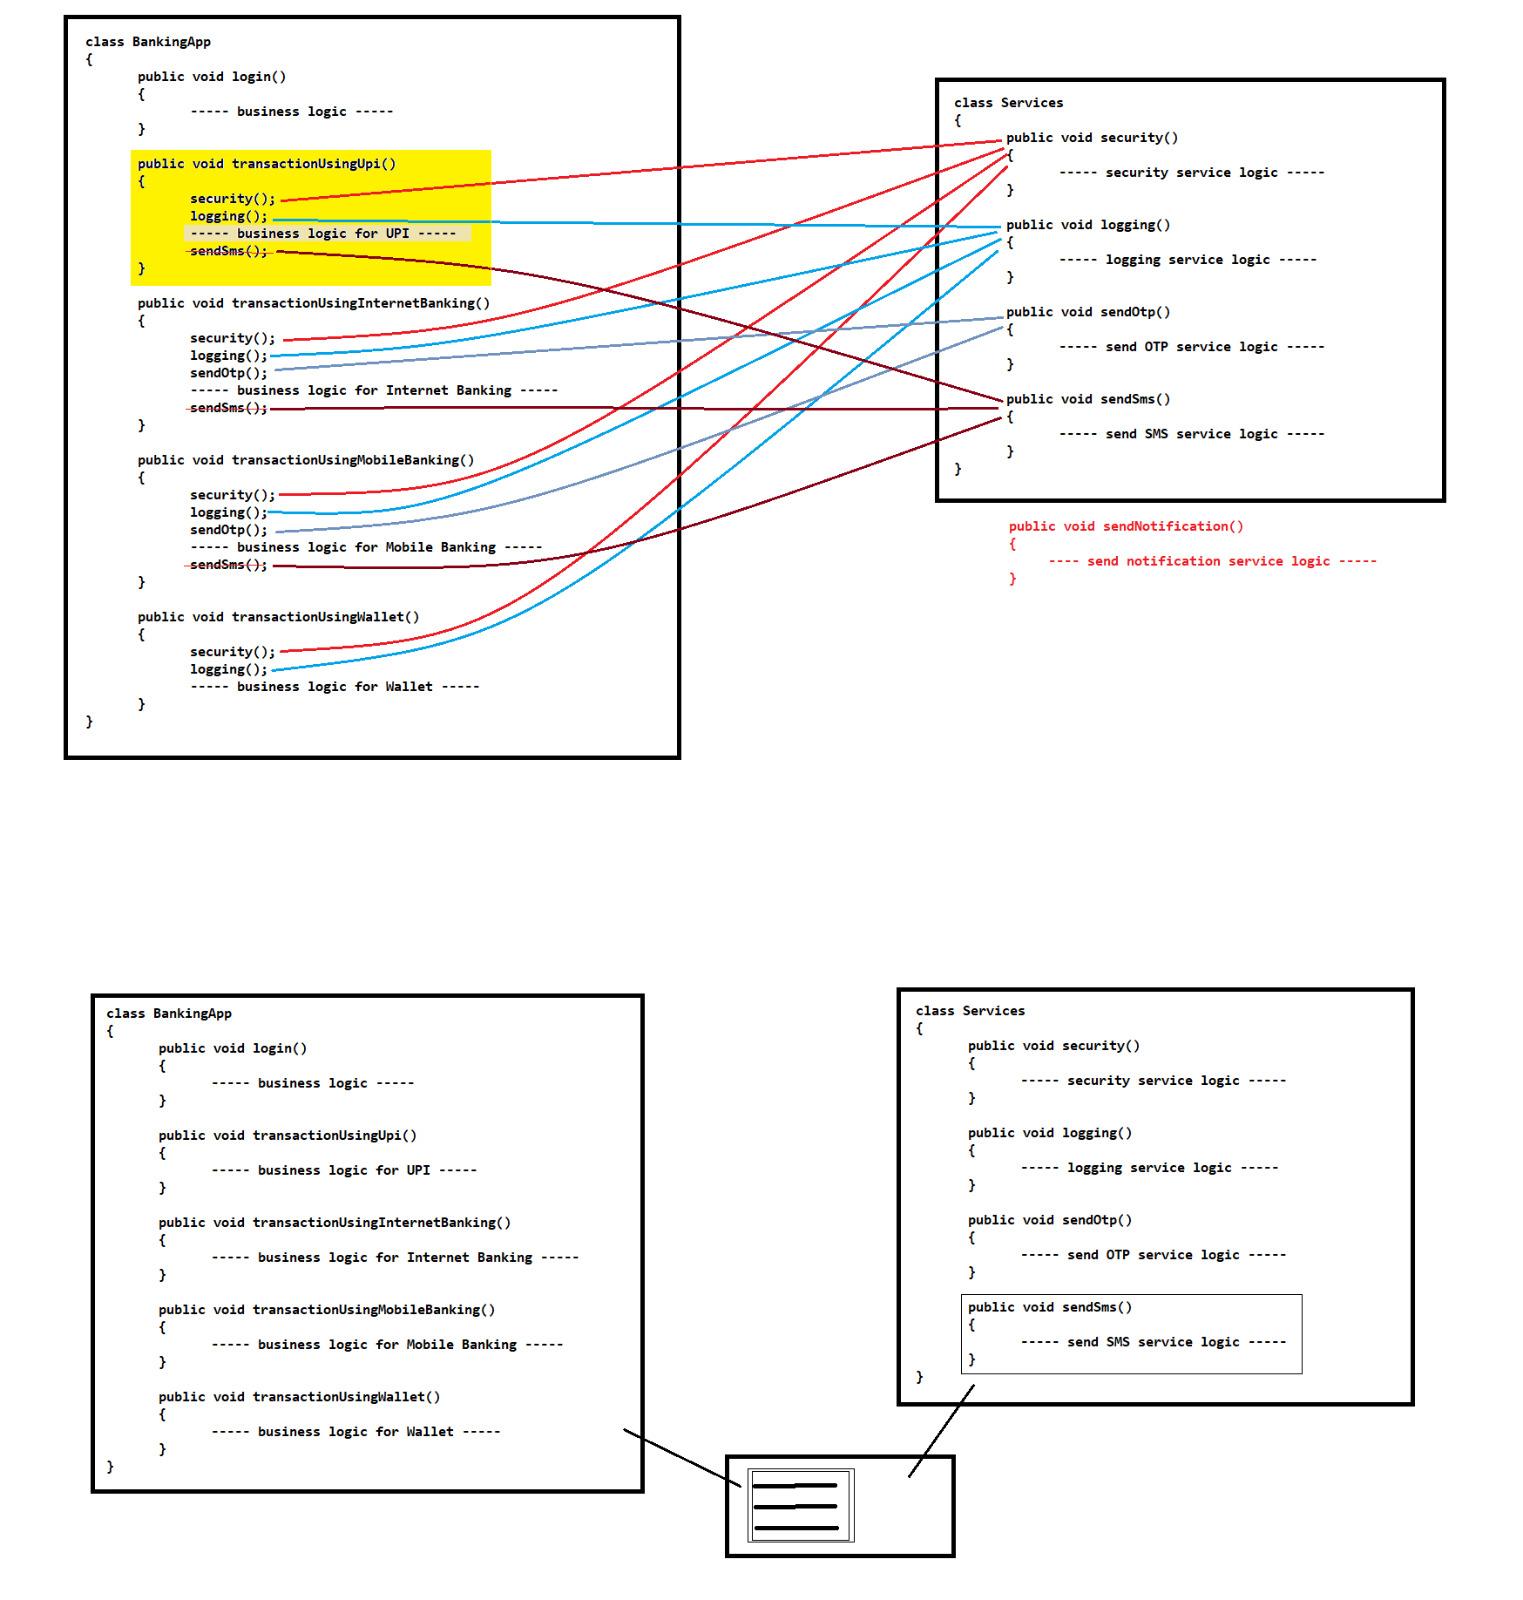 class BankingApp
{
public void login()
{
----- business logic -----
}
public void transactionUsingUpi()
{
security();
logging();
----- business logic for UPI -----
sendSms();
}
public void transactionUsingInternetBanking()
{
security();
logging();
sendOtp();
----- business logic for Internet Banking -----
sendSms();
}
public void transactionUsingMobileBanking()
{
security();
logging();
sendOtp();
----- business logic for Mobile Banking -----
sendSms();
}
public void transactionUsingWallet()
{
security();
logging();
----- business logic for Wallet -----
}
}
class Services
{
public void security()
{
----- security service logic -----
}
public void logging()
{
----- logging service logic -----
}
public void sendOtp()
{
----- send OTP service logic -----
}
public void sendSms()
{
----- send SMS service logic -----
}
}
public void sendNotification()
{
---- send notification service logic -----
}
class BankingApp
{
public void login()
{
----- business logic -----
}
public void transactionUsingUpi()
{
----- business logic for UPI -----
}
public void transactionUsingInternetBanking()
{
----- business logic for Internet Banking -----
}
public void transactionUsingMobileBanking()
{
----- business logic for Mobile Banking -----
}
public void transactionUsingWallet()
{
----- business logic for Wallet -----
}
}
class Services
{
public void security()
{
----- security service logic -----
}
public void logging()
{
----- logging service logic -----
}
public void sendOtp()
{
----- send OTP service logic -----
}
public void sendSms()
{
----- send SMS service logic -----
}
}